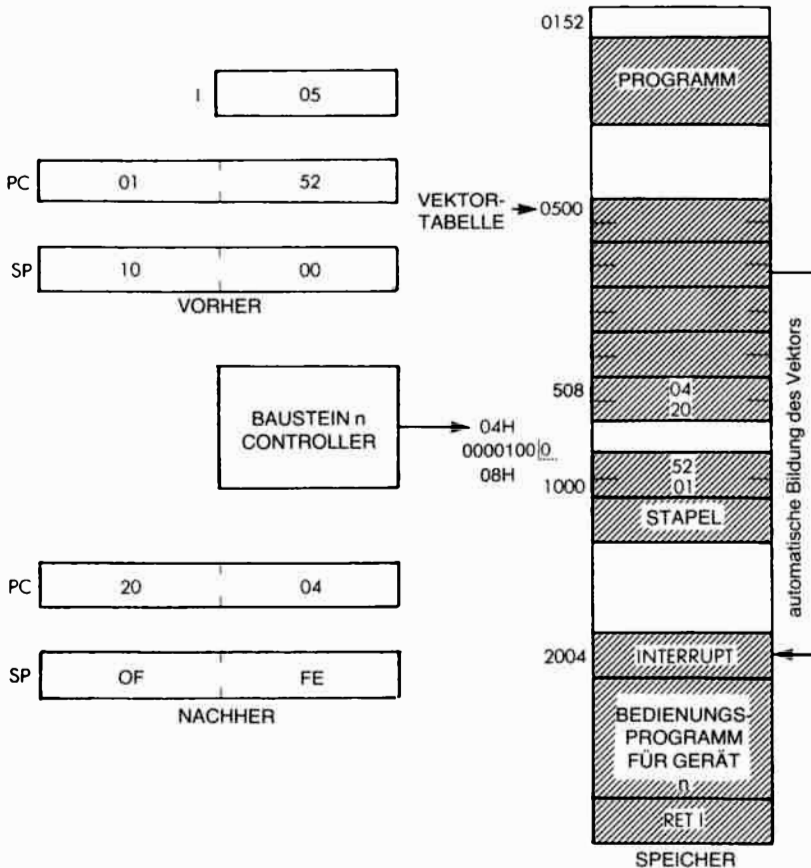 I 05
PC 01 52
SP 10 00
VORHER
BAUSTEIN n
CONTROLLER
04H
0000100 0
08H
PC 20 04
SP OF FE
NACHHER
0152
PROGRAMM
VEKTOR-
TABELLE
0500
508
04
20
52
01
1000
STAPEL
2004
INTERRUPT
BEDIENUNGS-
PROGRAMM
FÜR GERÄT
n
RET I
SPEICHER
automatische Bildung des Vektors